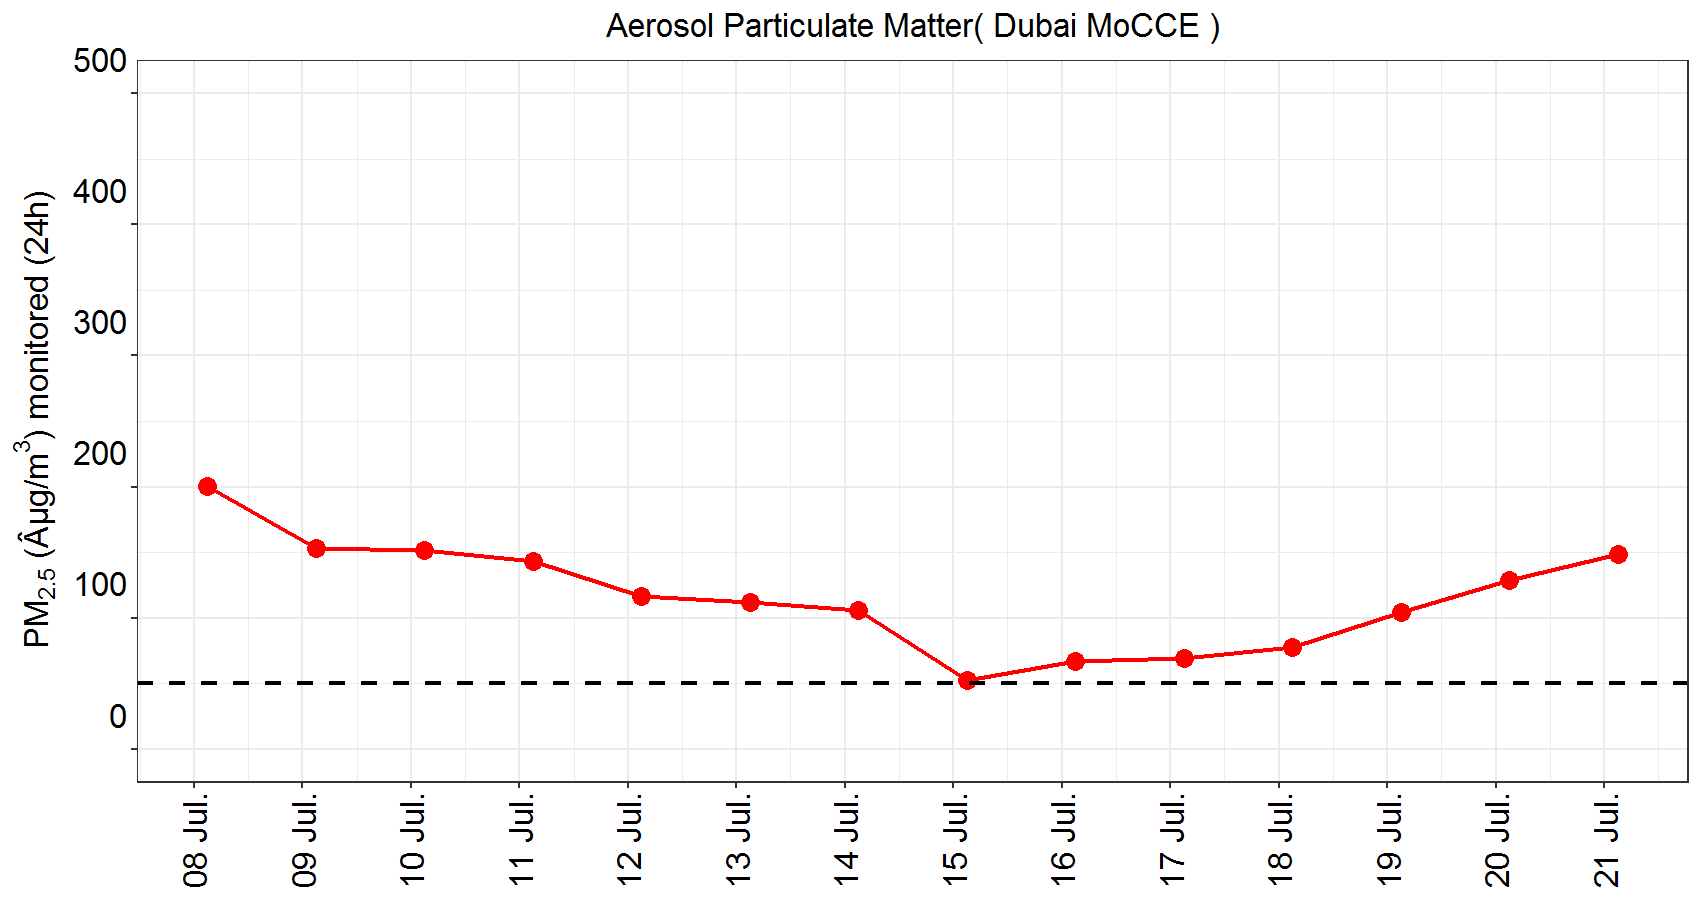 Aerosol Particulate Matter( Dubai MoCCE )
PM2.5 (Âµg/m3) monitored (24h)
500
400
300
200
100
0
08 Jul.
09 Jul.
10 Jul.
11 Jul.
12 Jul.
13 Jul.
14 Jul.
15 Jul.
16 Jul.
17 Jul.
18 Jul.
19 Jul.
20 Jul.
21 Jul.